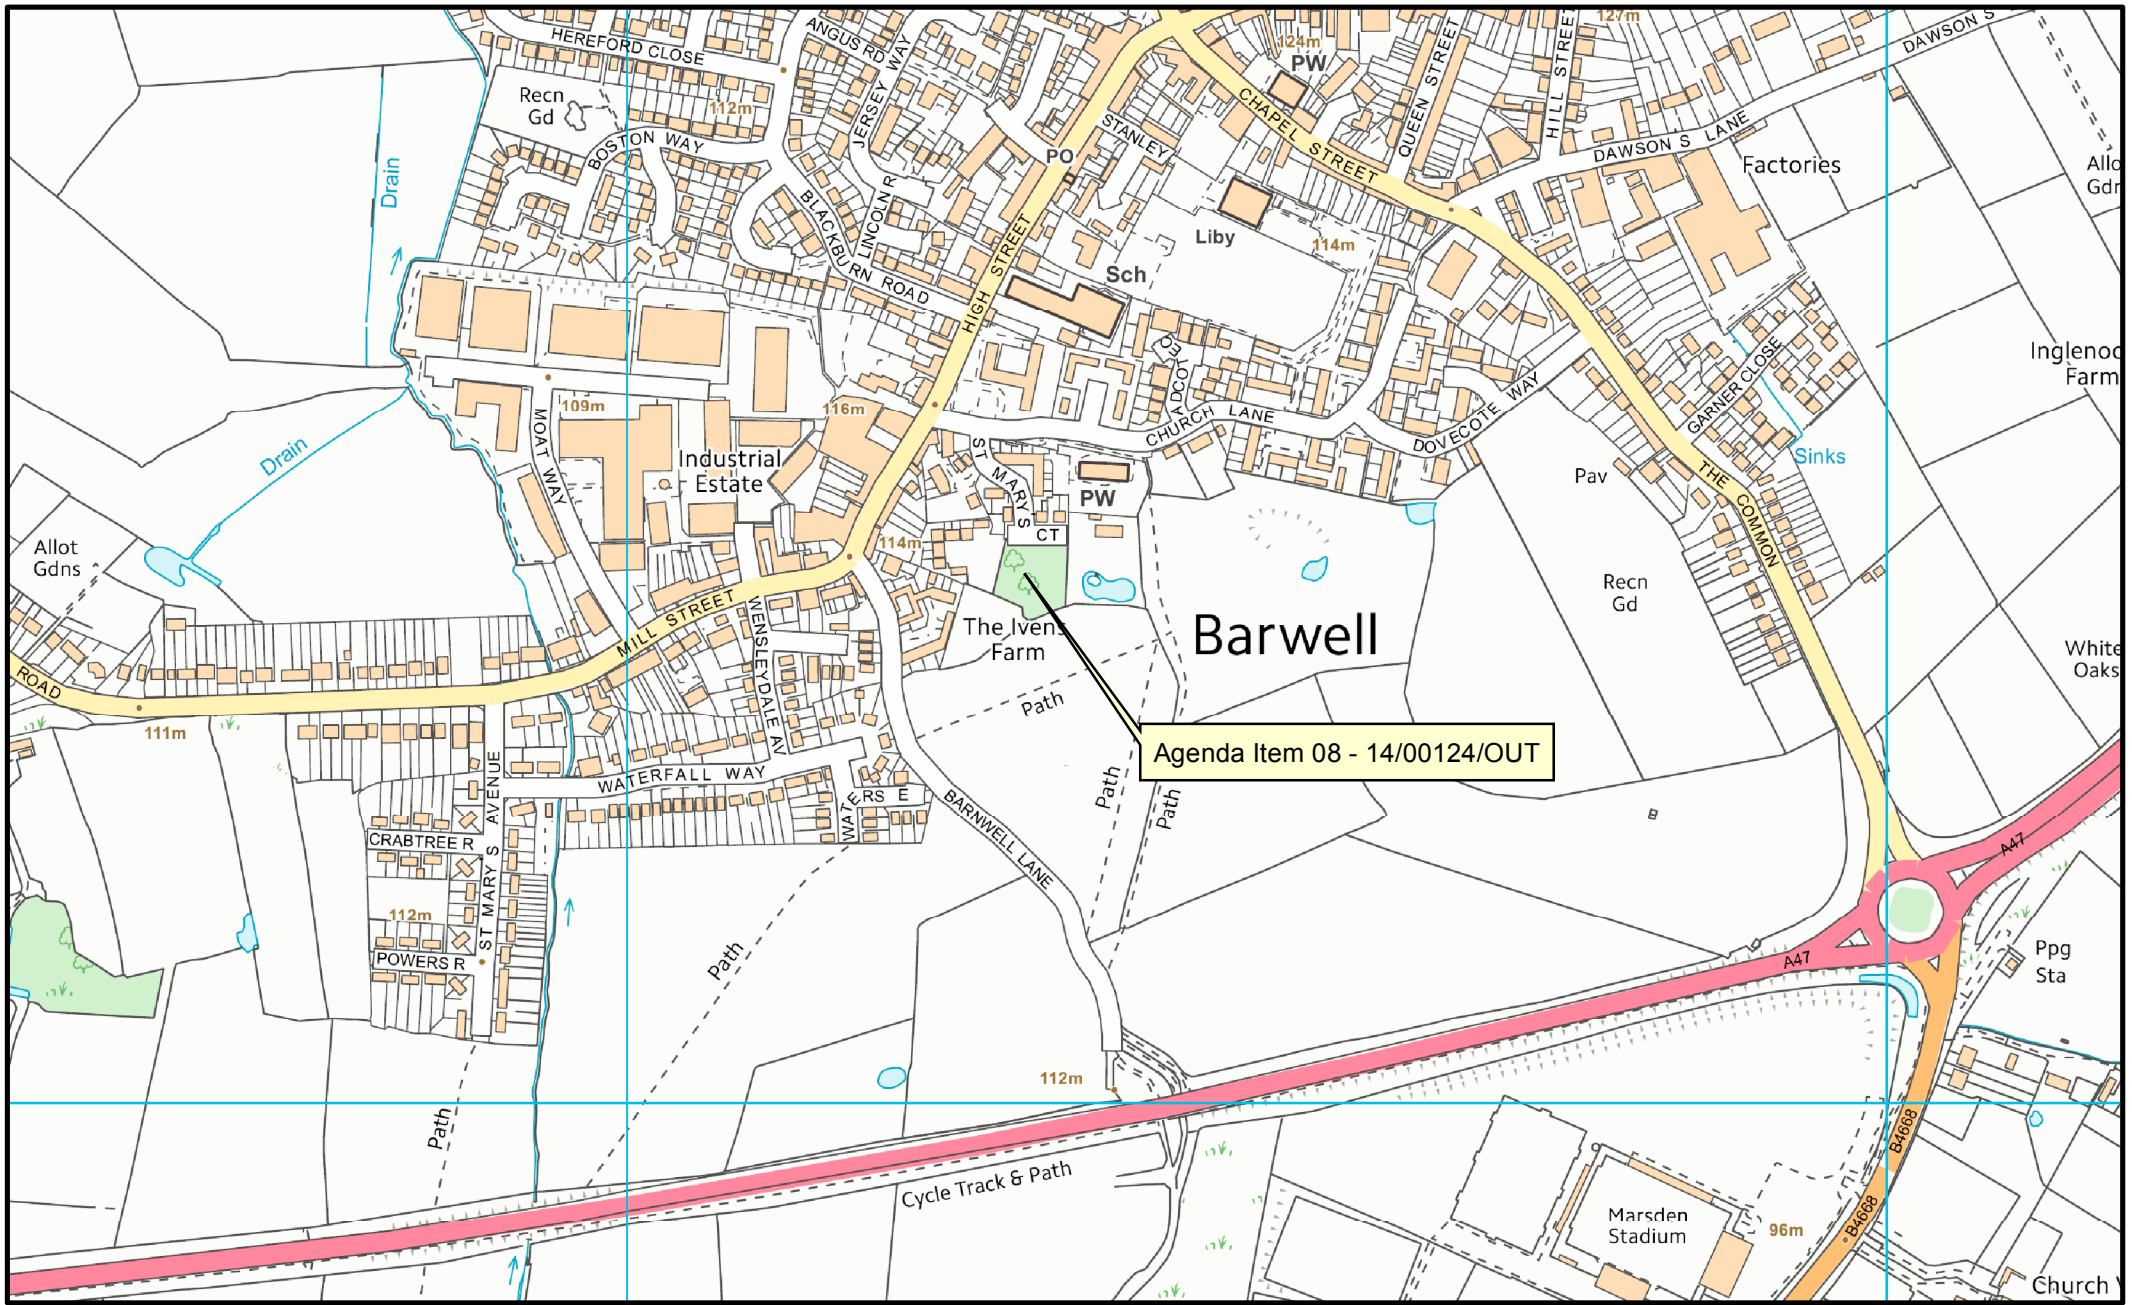 HEREFORD CLOSE
ANGUS RD
JERSEY WAY
124m
PW
127m
QUEEN STREET
HILL STREET
DAWSON S
Recn
Gd
112m
BOSTON WAY
CHAPEL STREET
STANLEY
PO
DAWSON S LANE
Factories
Allo
Gdr
Drain
BLACKBURN ROAD
LINCOLN R
HIGH STREET
Liby
114m
Sch
Inglenoo
Farm
GARNER CLOSE
109m
MOAT WAY
116m
CHURCH LANE
DOVECOTE WAY
Drain
Industrial
Estate
ST MARY S
CT
PW
Pav
THE COMMON
Sinks
Allot
Gdns
114m
Recn
Gd
MILL STREET
WENSLEYDALE AV
The Ivens
Farm
Barwell
White
Oaks
ROAD
111m
Path
Agenda Item 08 - 14/00124/OUT
WATERFALL WAY
WATERS E
ST MARY S AVENUE
CRABTREE R
BARNWELL LANE
Path
Path
A47
112m
POWERS R
Path
A47
Ppg
Sta
112m
Path
B4668
Cycle Track & Path
Marsden
Stadium
96m
B4668
Church